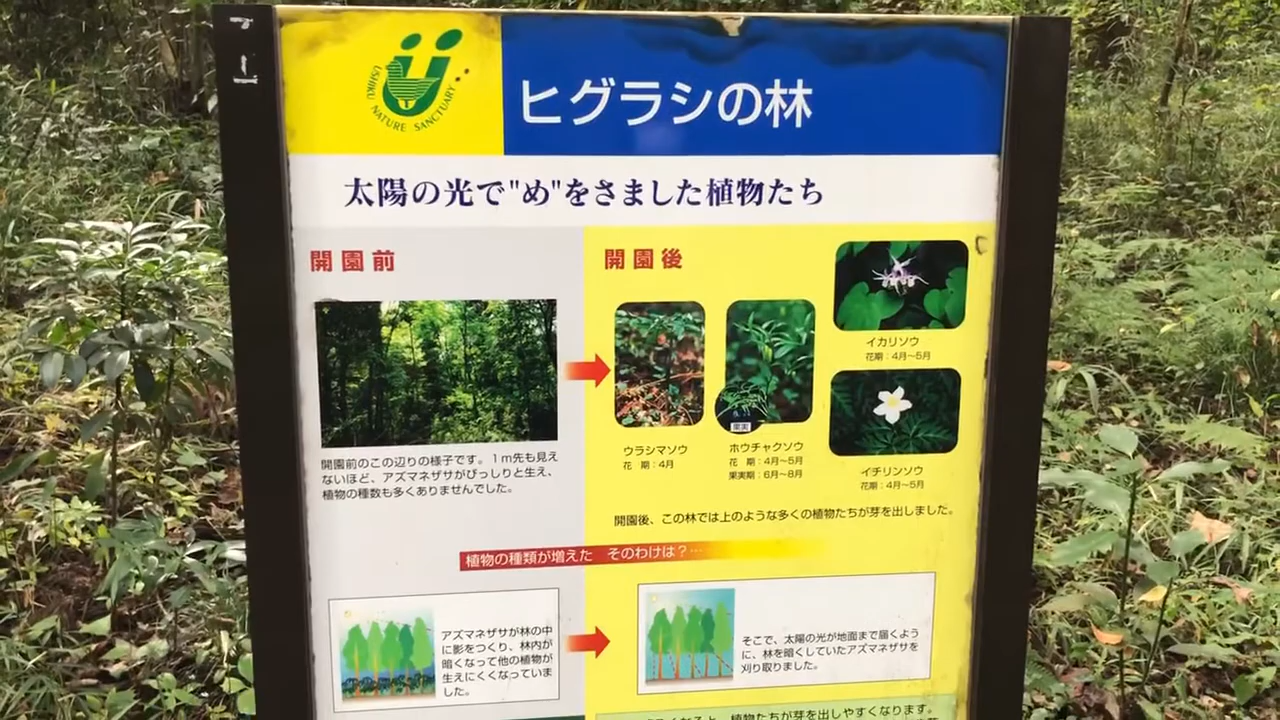 USHIKU NATURE SANCTUARY
ヒグラシの林
太陽の光で"め"をさました植物たち
開園前
開園後
イカリソウ
花期：4月～5月
果実
ウラシマソウ
花　期：4月
ホウチャクソウ
花　期：4月～5月
果実期：6月～8月
イチリンソウ
花期：4月～5月
開園前のこの辺りの様子です。1m先も見え
ないほど、アズマネザサがびっしりと生え、
植物の種数も多くありませんでした。
開園後、この林では上のような多くの植物たちが芽を出しました。
植物の種類が増えた　そのわけは？…
アズマネザサが林の中
に影をつくり、林内が
暗くなって他の植物が
生えにくくなっていま
した。
そこで、太陽の光が地面まで届くよう
に、林を暗くしていたアズマネザサを
刈り取りました。
なると、植物たちが芽を出しやすくなります。